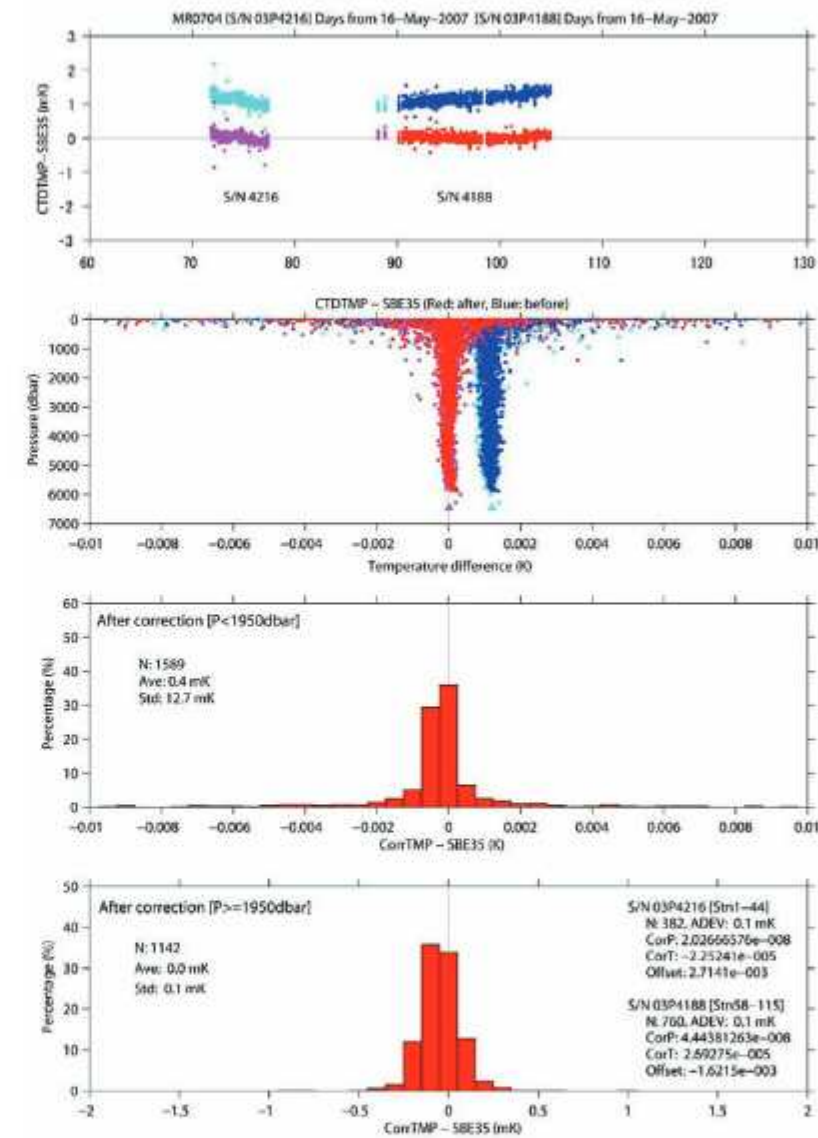 MR0704 [S/N 03P4216] Days from 16-May-2007 [S/N 03P4188] Days from 16-May-2007
CTDTMP-SBE35 (mK)
3
2
1
0
-1
-2
-3
S/N 4216
S/N 4188
60 70 80 90 100 110 120 130
CTDTMP - SBE35 (Red: after, Blue: before)
Pressure (dbar)
0
1000
2000
3000
4000
5000
6000
7000
-0.01 -0.008 -0.006 -0.004 -0.002 0 0.002 0.004 0.006 0.008 0.01
Temperature difference (K)
After correction [P<1950dbar]
N: 1589
Ave: 0.4 mK
Std: 12.7 mK
Percentage (%)
60
50
40
30
20
10
0
-0.01 -0.008 -0.006 -0.004 -0.002 0 0.002 0.004 0.006 0.008 0.01
CorrTMP - SBE35 (K)
After correction [P>=1950dbar]
N: 1142
Ave: 0.0 mK
Std: 0.1 mK
S/N 03P4216 [Stn1-44]
N: 382, ADEV: 0.1 mK
CorP: 2.02666576e-008
CorT: -2.25241e-005
Offset: 2.7141e-003
S/N 03P4188 [Stn58-115]
N: 760, ADEV: 0.1 mK
CorP: 4.44381263e-008
CorT: 2.69275e-005
Offset: -1.6215e-003
Percentage (%)
50
40
30
20
10
0
-2 -1.5 -1 -0.5 0 0.5 1 1.5 2
CorrTMP - SBE35 (mK)